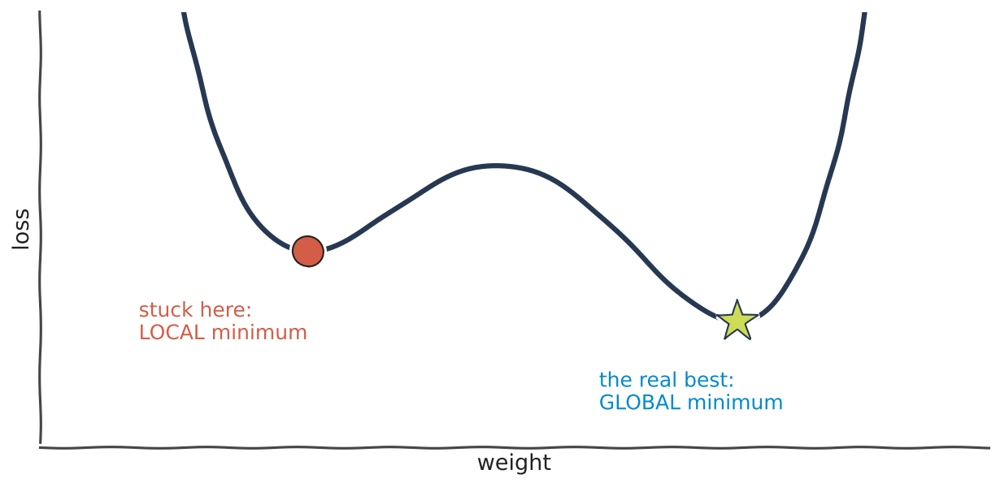 loss
stuck here:
LOCAL minimum
the real best:
GLOBAL minimum
weight